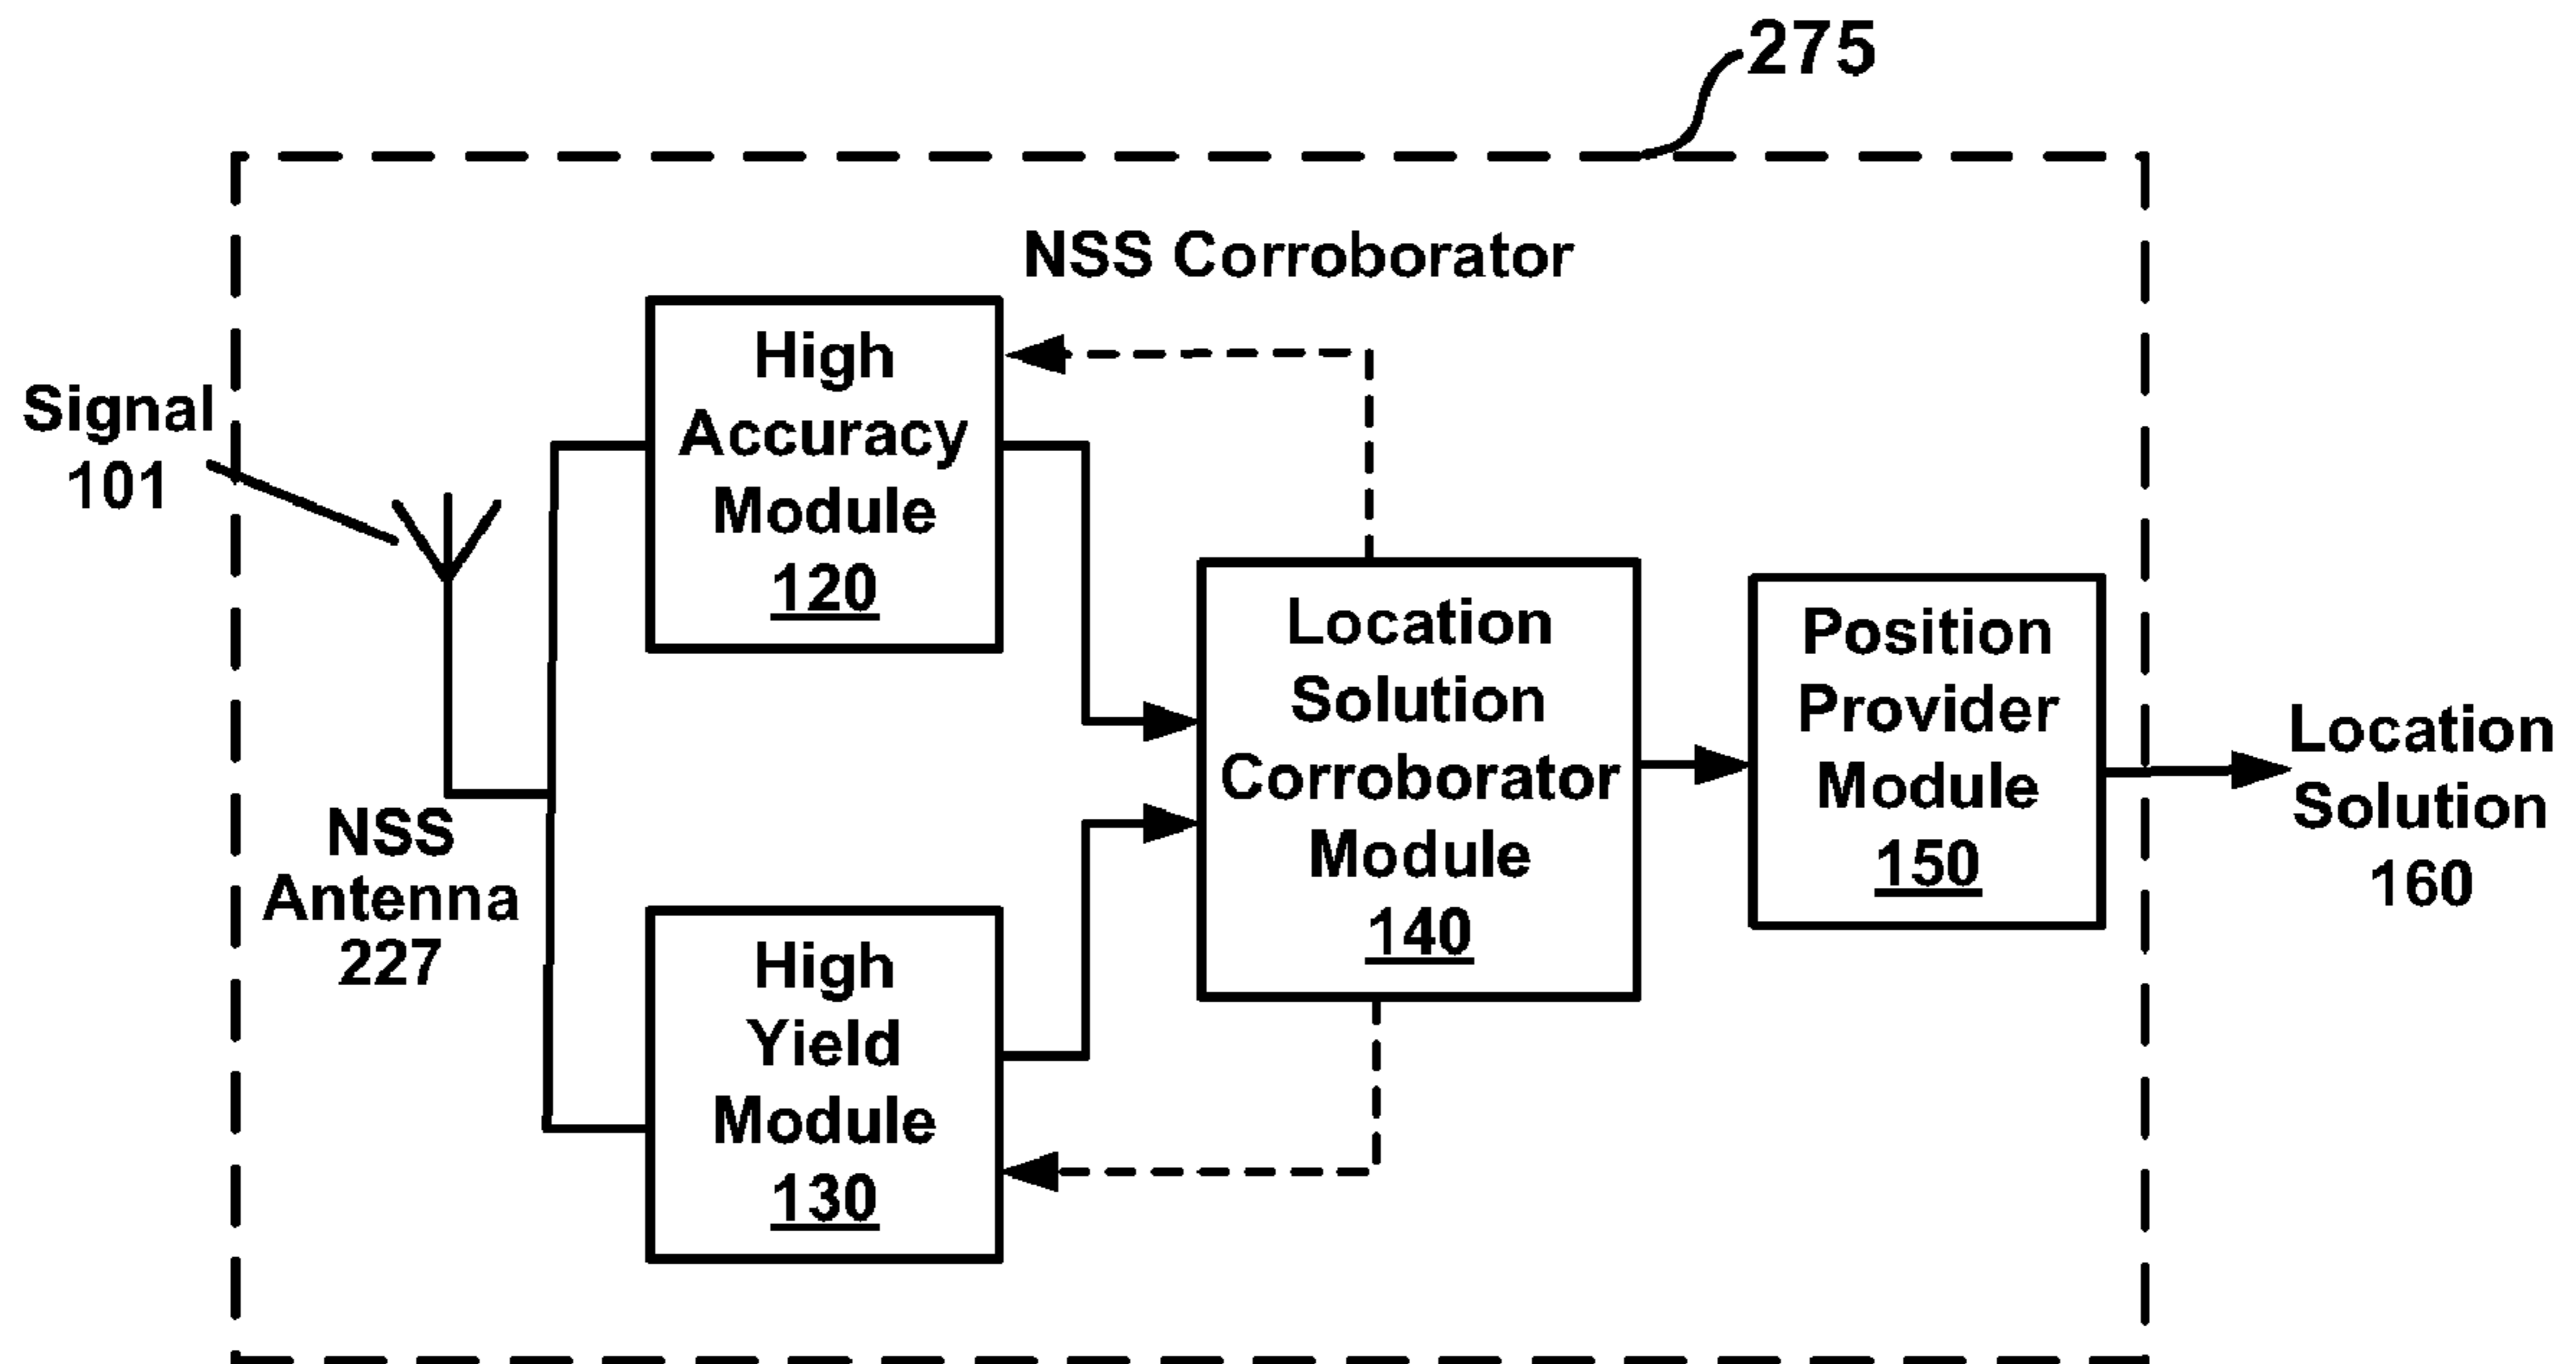 275
NSS Corroborator
Signal
101
High
Accuracy
Module
120
NSS
Antenna
227
High
Yield
Module
130
Location
Solution
Corroborator
Module
140
Position
Provider
Module
150
Location
Solution
160